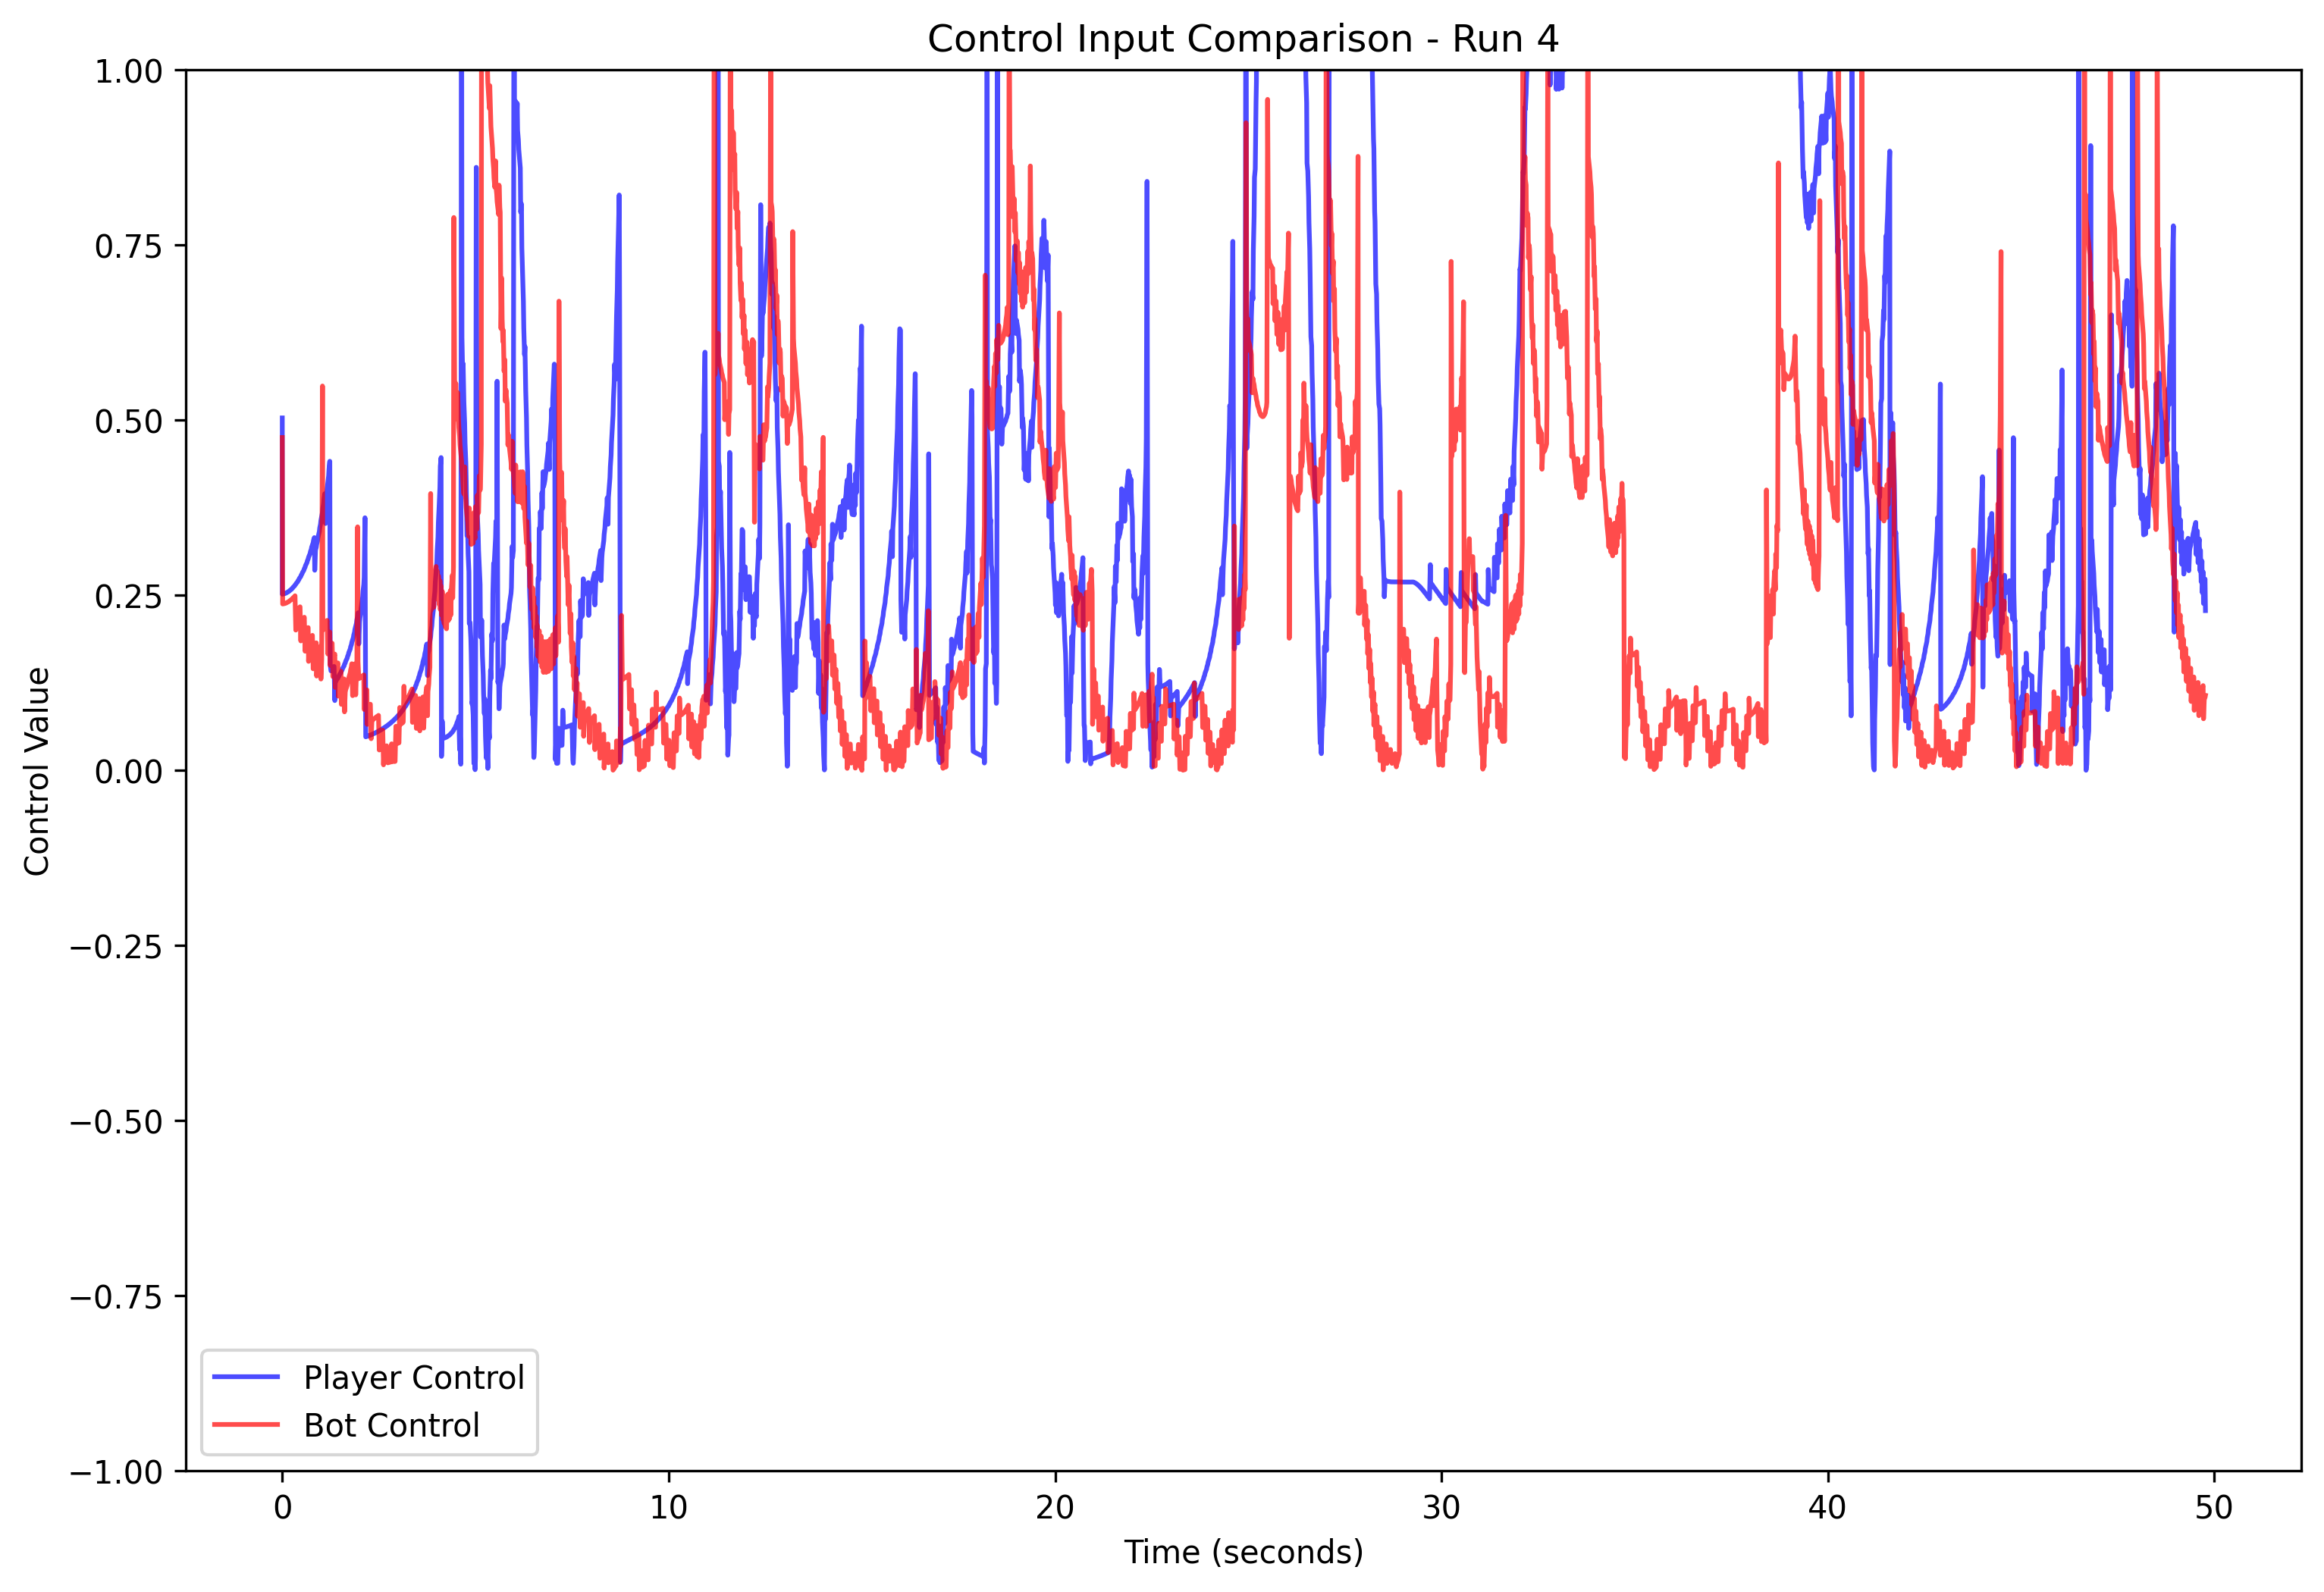 Control Input Comparison - Run 4
1.00
0.75
0.50
0.25
0.00
−0.25
−0.50
−0.75
−1.00
Control Value
Player Control
Bot Control
0 10 20 30 40 50
Time (seconds)